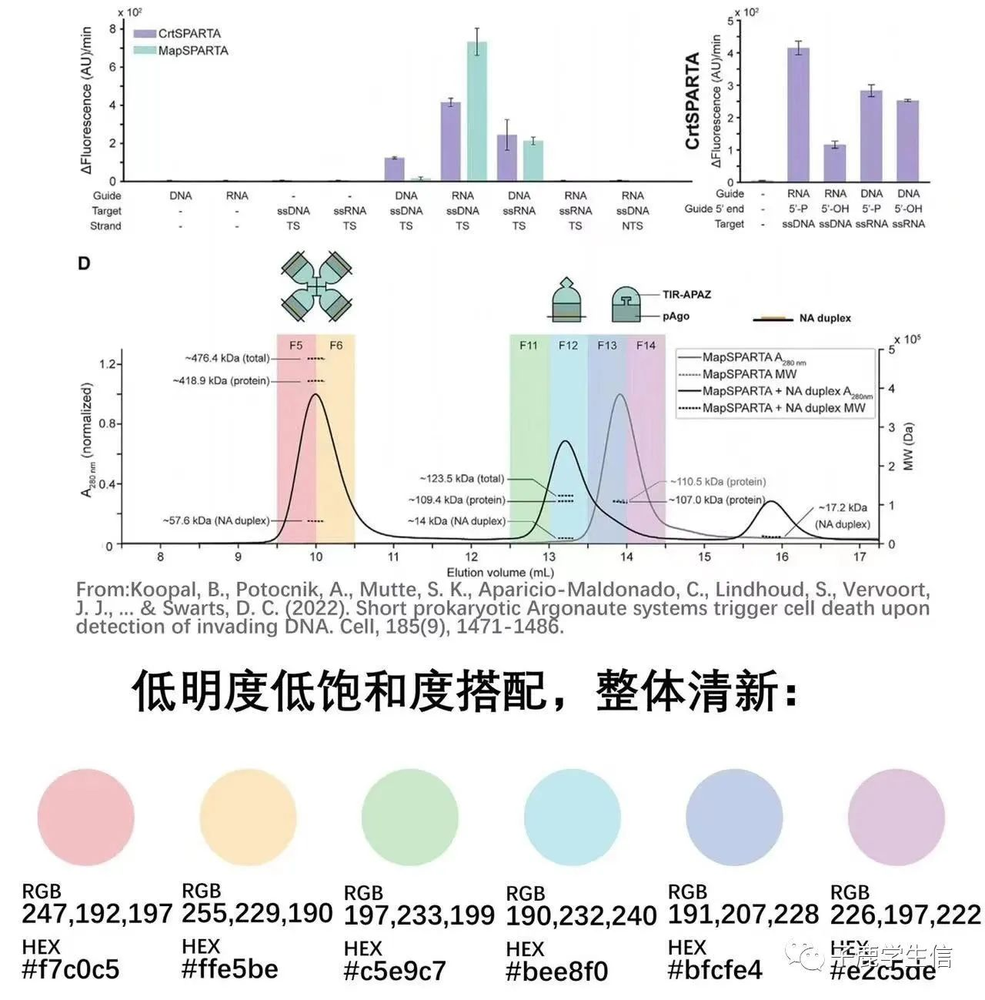 x 10²
8
6
4
2
0
ΔFluorescence (AU)/min
CrtSPARTA
MapSPARTA
Guide DNA RNA - - DNA RNA DNA RNA RNA
Target - - ssDNA ssRNA ssDNA ssDNA ssRNA ssRNA ssDNA
Strand - - TS TS TS TS TS TS NTS
CrtSPARTA
x 10²
5
4
3
2
1
0
ΔFluorescence (AU)/min
Guide - RNA RNA DNA DNA
Guide 5' end - 5'-P 5'-OH 5'-P 5'-OH
Target - ssDNA ssDNA ssRNA ssRNA
D
TIR-APAZ
pAgo
NA duplex
F5 F6 F11 F12 F13 F14
x 10⁵
1.2
0.8
0.4
0
A280 nm (normalized)
~476.4 kDa (total)
~418.9 kDa (protein)
~57.6 kDa (NA duplex)
~123.5 kDa (total)
~109.4 kDa (protein)
~14 kDa (NA duplex)
~110.5 kDa (protein)
~107.0 kDa (protein)
~17.2 kDa
(NA duplex)
MapSPARTA A280 nm
MapSPARTA MW
MapSPARTA + NA duplex A280nm
MapSPARTA + NA duplex MW
5
4
3
2
1
0
MW (Da)
8 9 10 11 12 13 14 15 16 17
Elution volume (mL)
From:Koopal, B., Potocnik, A., Mutte, S. K., Aparicio-Maldonado, C., Lindhoud, S., Vervoort,
J. J., ... & Swarts, D. C. (2022). Short prokaryotic Argonaute systems trigger cell death upon
detection of invading DNA. Cell, 185(9), 1471-1486.
低明度低饱和度搭配，整体清新：
RGB RGB RGB RGB RGB RGB
247,192,197 255,229,190 197,233,199 190,232,240 191,207,228 226,197,222
HEX HEX HEX HEX HEX HEX
#f7c0c5 #ffe5be #c5e9c7 #bee8f0 #bfcfe4 #e2c5de
鹿学生信